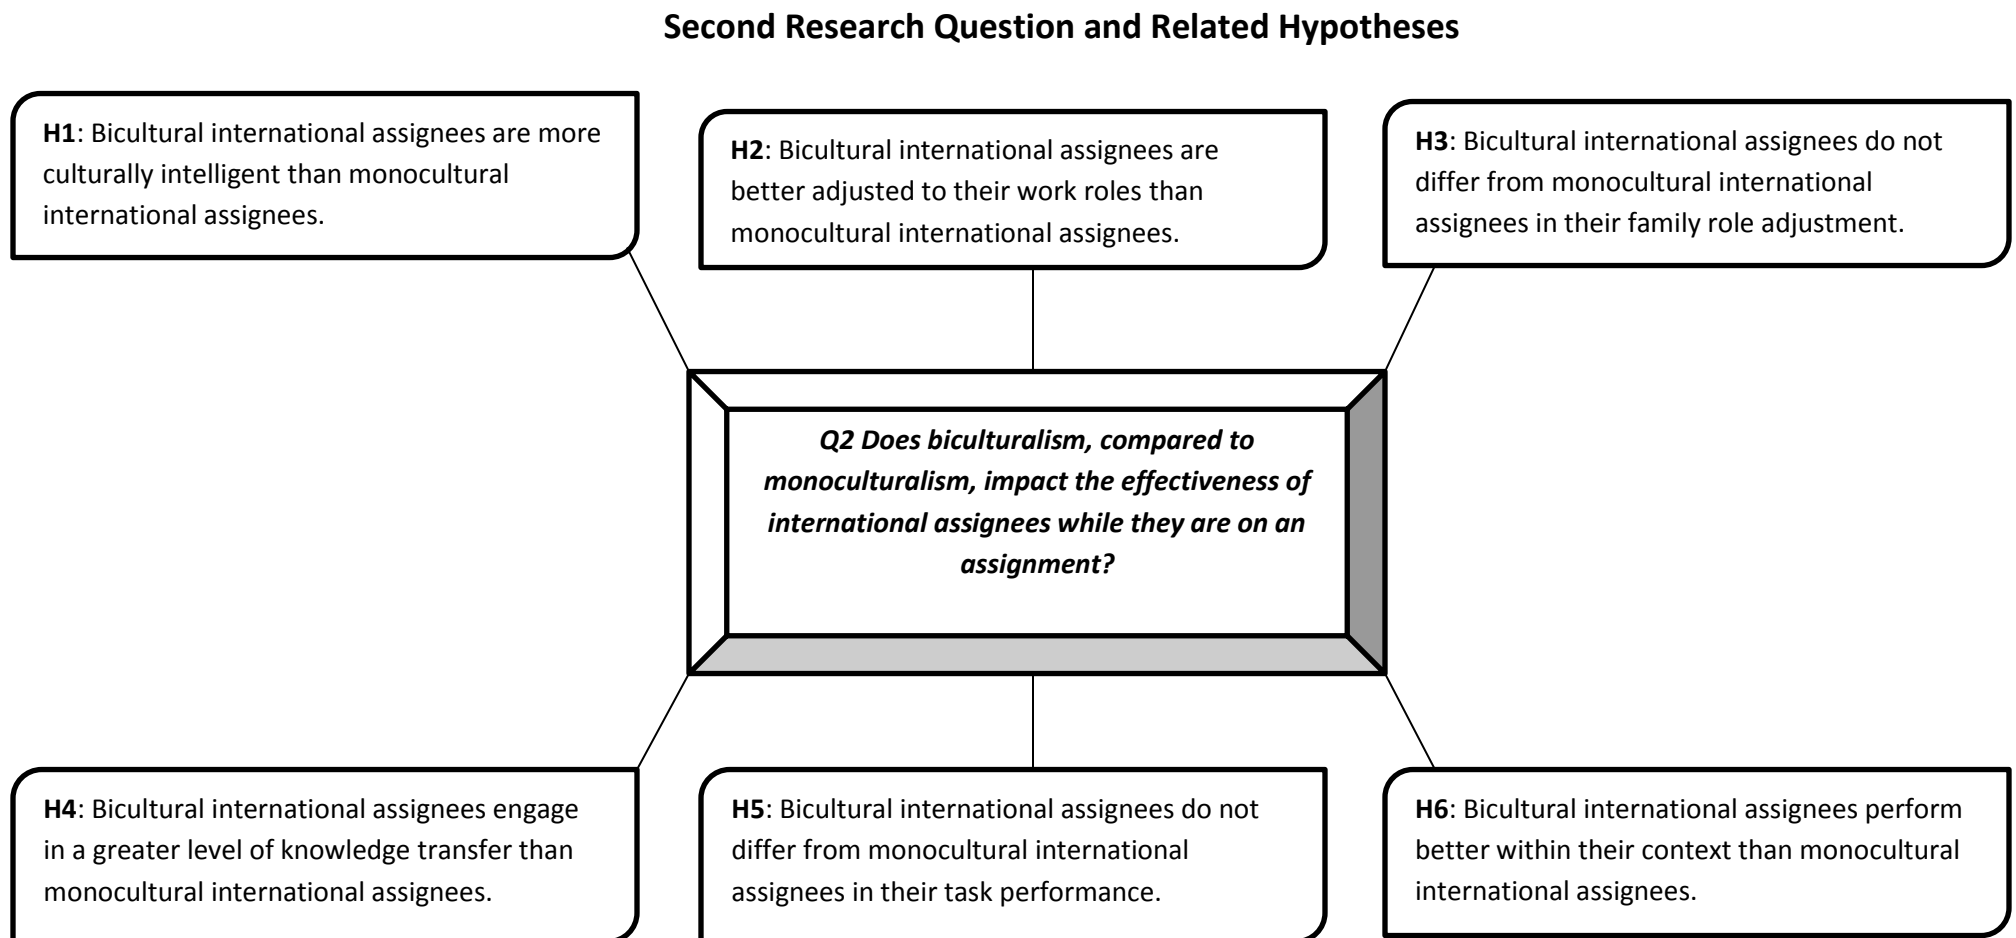 Second Research Question and Related Hypotheses
H1: Bicultural international assignees are more
culturally intelligent than monocultural
international assignees.
H2: Bicultural international assignees are
better adjusted to their work roles than
monocultural international assignees.
H3: Bicultural international assignees do not
differ from monocultural international
assignees in their family role adjustment.
Q2 Does biculturalism, compared to
monoculturalism, impact the effectiveness of
international assignees while they are on an
assignment?
H4: Bicultural international assignees engage
in a greater level of knowledge transfer than
monocultural international assignees.
H5: Bicultural international assignees do not
differ from monocultural international
assignees in their task performance.
H6: Bicultural international assignees perform
better within their context than monocultural
international assignees.